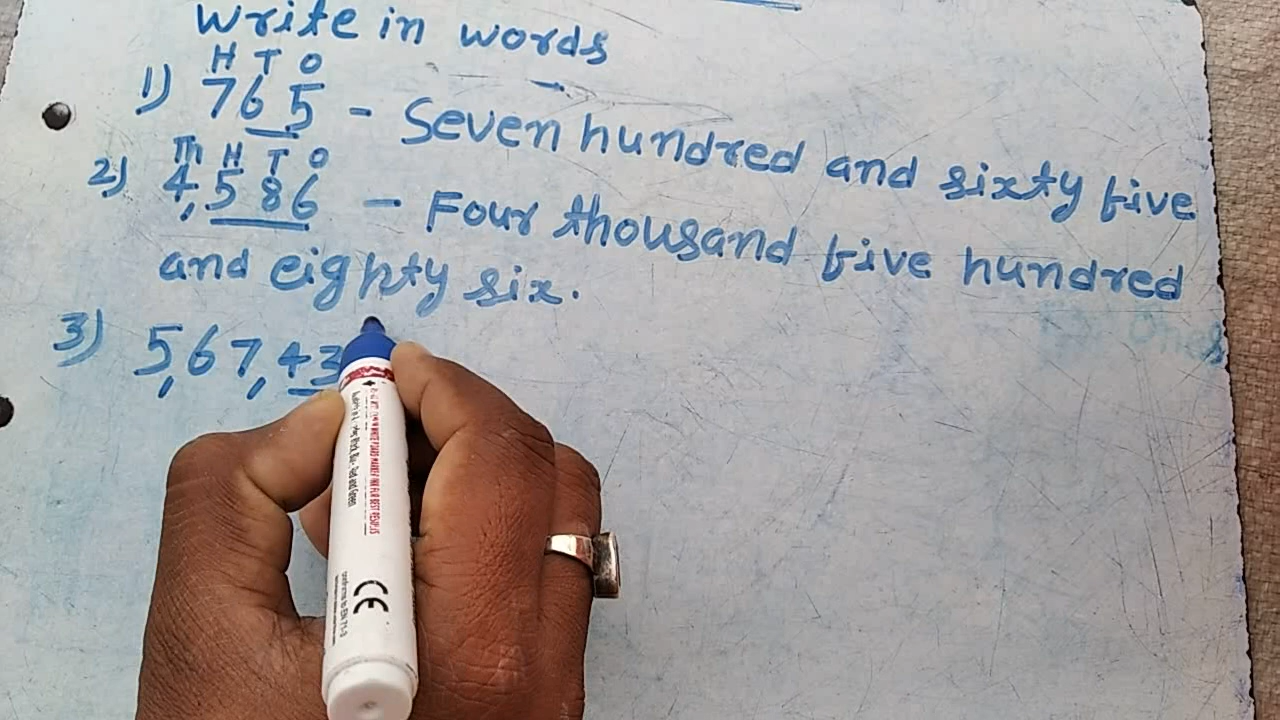 Write in words
H T O
1) 765 - Seven hundred and sixty five
Th H T O
2) 4,586 - Four thousand five hundred
and eighty six.
3) 5,67,43
CE